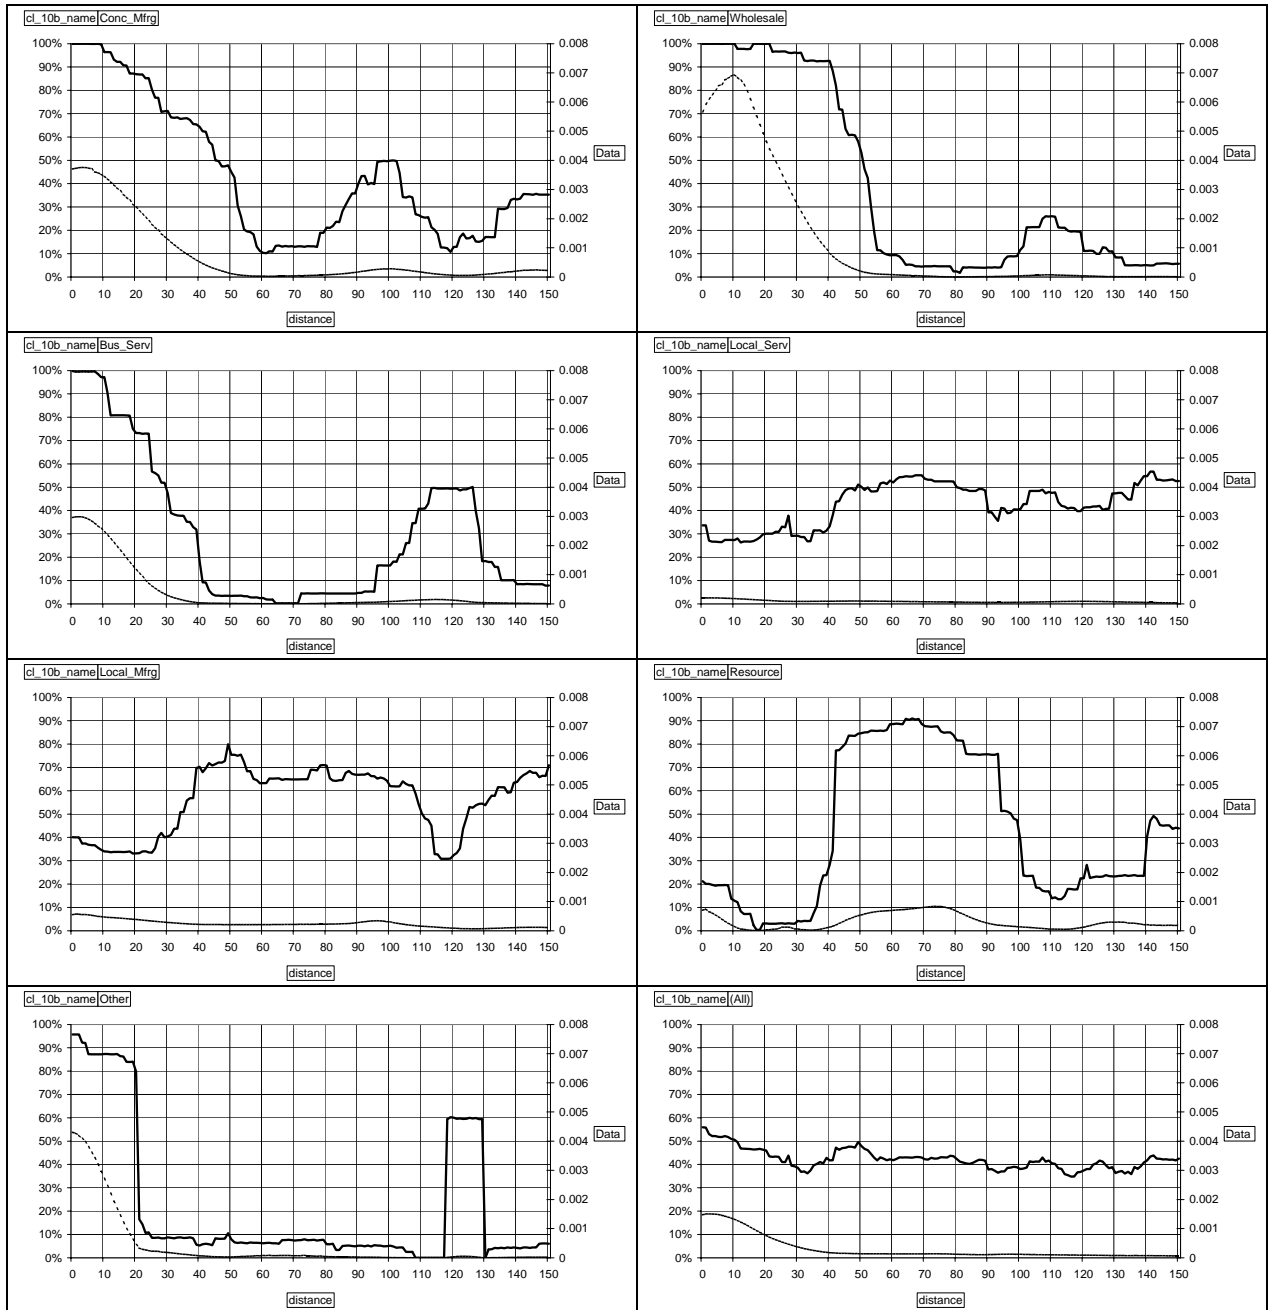 cl_10b_name Conc_Mfrg
100% 0.008
90% 0.007
80%
70% 0.006
60% 0.005
50% 0.004 Data
40% 0.003
30%
20% 0.002
10% 0.001
0% 0
0 10 20 30 40 50 60 70 80 90 100 110 120 130 140 150
distance
cl_10b_name Wholesale
100% 0.008
90% 0.007
80%
70% 0.006
60% 0.005
50% 0.004 Data
40% 0.003
30%
20% 0.002
10% 0.001
0% 0
0 10 20 30 40 50 60 70 80 90 100 110 120 130 140 150
distance
cl_10b_name Bus_Serv
100% 0.008
90% 0.007
80%
70% 0.006
60% 0.005
50% 0.004 Data
40% 0.003
30%
20% 0.002
10% 0.001
0% 0
0 10 20 30 40 50 60 70 80 90 100 110 120 130 140 150
distance
cl_10b_name Local_Serv
100% 0.008
90% 0.007
80%
70% 0.006
60% 0.005
50% 0.004 Data
40% 0.003
30%
20% 0.002
10% 0.001
0% 0
0 10 20 30 40 50 60 70 80 90 100 110 120 130 140 150
distance
cl_10b_name Local_Mfrg
100% 0.008
90% 0.007
80%
70% 0.006
60% 0.005
50% 0.004 Data
40% 0.003
30%
20% 0.002
10% 0.001
0% 0
0 10 20 30 40 50 60 70 80 90 100 110 120 130 140 150
distance
cl_10b_name Resource
100% 0.008
90% 0.007
80%
70% 0.006
60% 0.005
50% 0.004 Data
40% 0.003
30%
20% 0.002
10% 0.001
0% 0
0 10 20 30 40 50 60 70 80 90 100 110 120 130 140 150
distance
cl_10b_name Other
100% 0.008
90% 0.007
80%
70% 0.006
60% 0.005
50% 0.004 Data
40% 0.003
30%
20% 0.002
10% 0.001
0% 0
0 10 20 30 40 50 60 70 80 90 100 110 120 130 140 150
distance
cl_10b_name (All)
100% 0.008
90% 0.007
80%
70% 0.006
60% 0.005
50% 0.004 Data
40% 0.003
30%
20% 0.002
10% 0.001
0% 0
0 10 20 30 40 50 60 70 80 90 100 110 120 130 140 150
distance